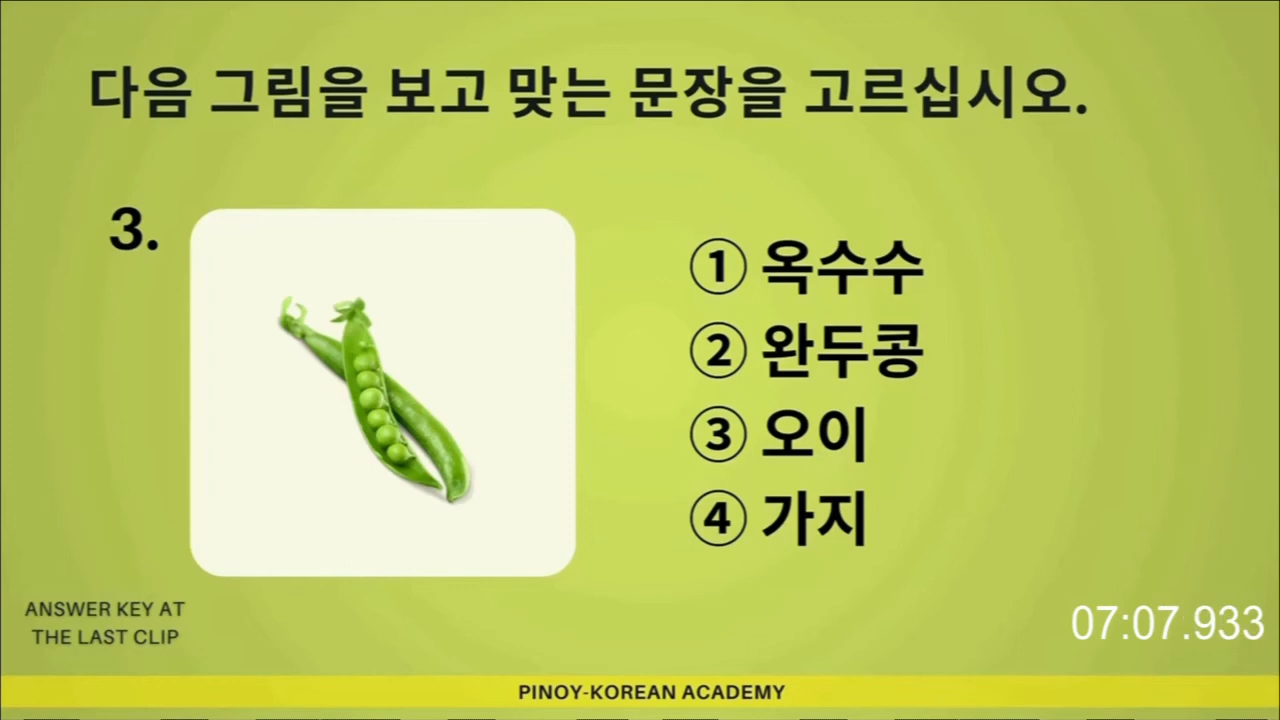 다음 그림을 보고 맞는 문장을 고르십시오.
3.
① 옥수수
② 완두콩
③ 오이
④ 가지
ANSWER KEY AT
THE LAST CLIP
07:07.933
PINOY-KOREAN ACADEMY